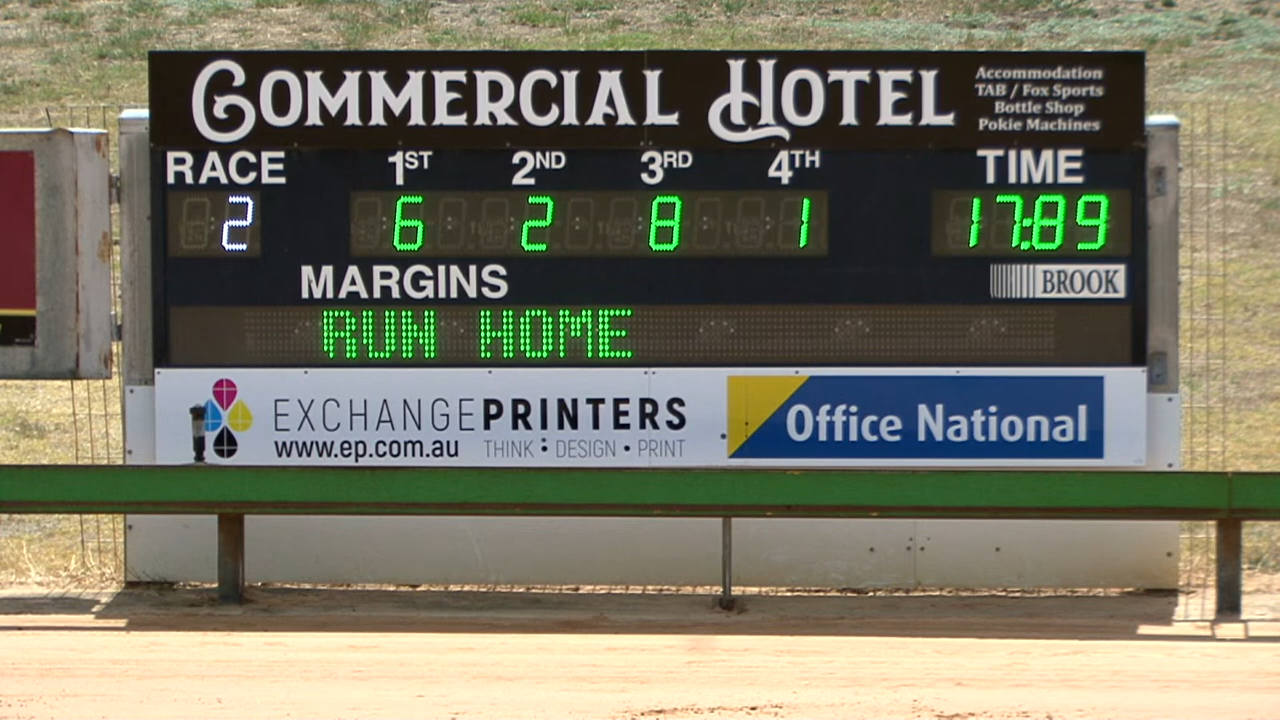 COMMERCIAL HOTEL
Accommodation
TAB / Fox Sports
Bottle Shop
Pokie Machines
RACE 1ST 2ND 3RD 4TH TIME
2 6 2 8 1 17:89
MARGINS
BROOK
RUN HOME
EXCHANGEPRINTERS
www.ep.com.au THINK : DESIGN • PRINT
Office National